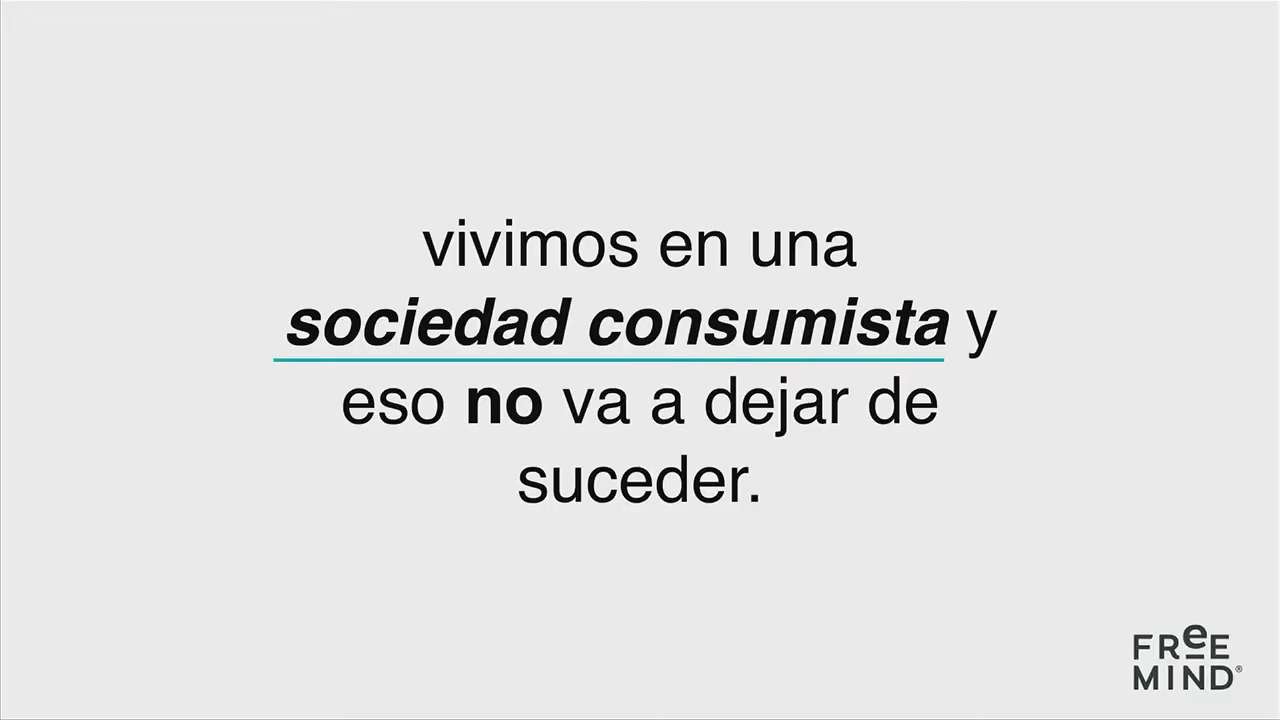 vivimos en una
sociedad consumista y
eso no va a dejar de
suceder.
FREE
MIND®